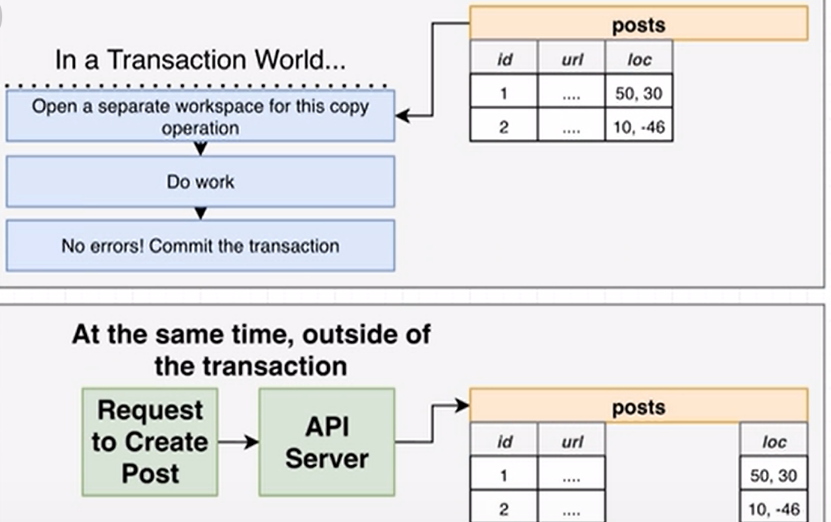 In a Transaction World...
Open a separate workspace for this copy
operation
Do work
No errors! Commit the transaction
posts
id url loc
1 .... 50, 30
2 .... 10, -46
At the same time, outside of
the transaction
Request
to Create
Post
API
Server
posts
id url loc
1 .... 50, 30
2 .... 10, -46